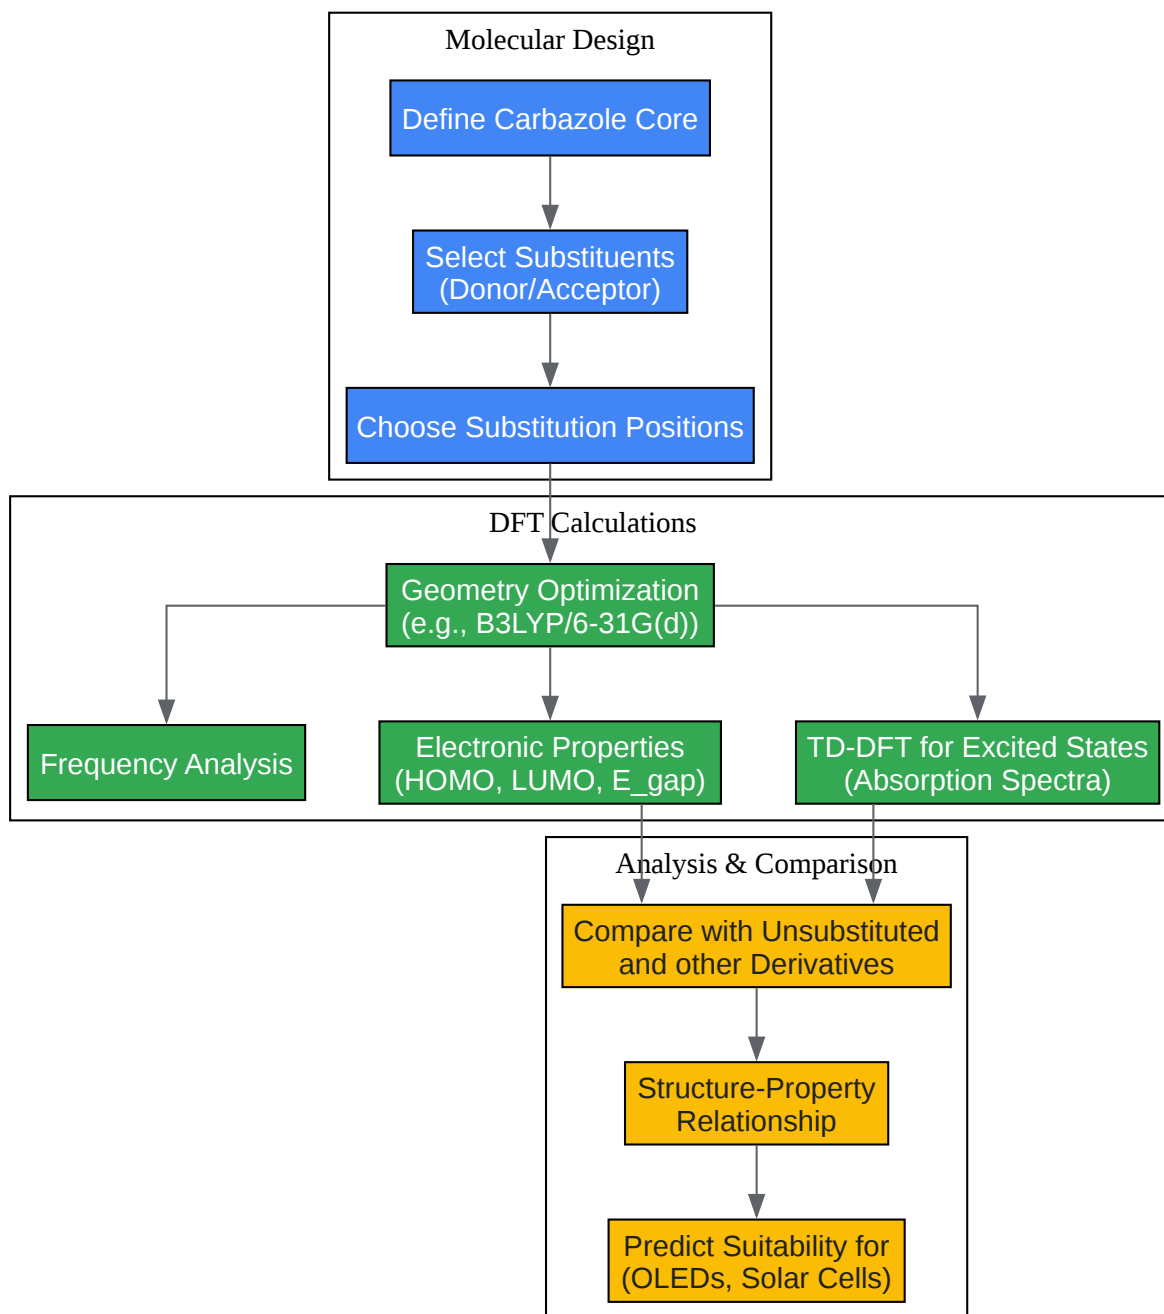 Molecular Design
Define Carbazole Core
Select Substituents
(Donor/Acceptor)
Choose Substitution Positions
DFT Calculations
Geometry Optimization
(e.g., B3LYP/6-31G(d))
Frequency Analysis
Electronic Properties
(HOMO, LUMO, E_gap)
TD-DFT for Excited States
(Absorption Spectra)
Analysis & Comparison
Compare with Unsubstituted
and other Derivatives
Structure-Property
Relationship
Predict Suitability for
(OLEDs, Solar Cells)